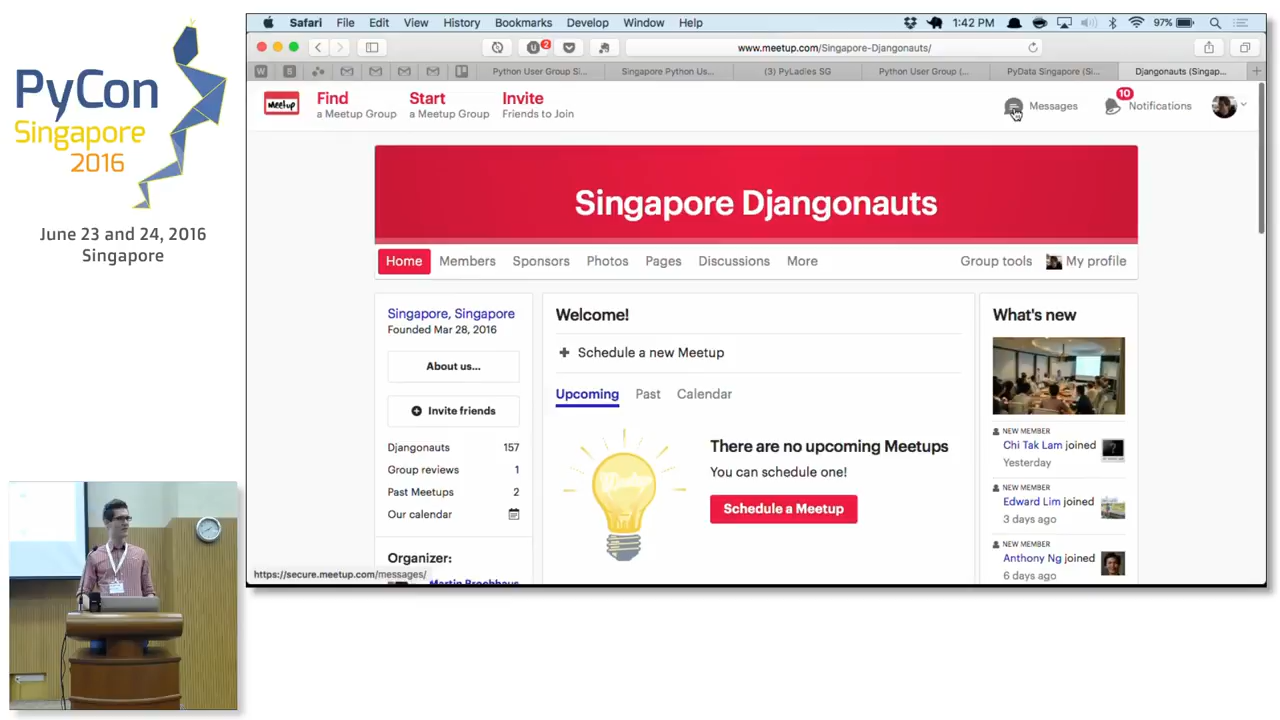 PyCon
Singapore
2016
June 23 and 24, 2016
Singapore
Safari File Edit View History Bookmarks Develop Window Help
1:42 PM
97%
www.meetup.com/Singapore-Djangonauts/
Python User Group Si...
Singapore Python Us...
(3) PyLadies SG
Python User Group (...
PyData Singapore (Si...
Djangonauts (Singap...
Meetup
Find
a Meetup Group
Start
a Meetup Group
Invite
Friends to Join
Messages
10
Notifications
Singapore Djangonauts
Home Members Sponsors Photos Pages Discussions More Group tools My profile
Singapore, Singapore
Founded Mar 28, 2016
About us...
Invite friends
Djangonauts 157
Group reviews 1
Past Meetups 2
Our calendar
Organizer:
Martin Brochhaus
Welcome!
Schedule a new Meetup
Upcoming Past Calendar
There are no upcoming Meetups
You can schedule one!
Schedule a Meetup
What's new
NEW MEMBER
Chi Tak Lam joined
Yesterday
NEW MEMBER
Edward Lim joined
3 days ago
NEW MEMBER
Anthony Ng joined
6 days ago
https://secure.meetup.com/messages/